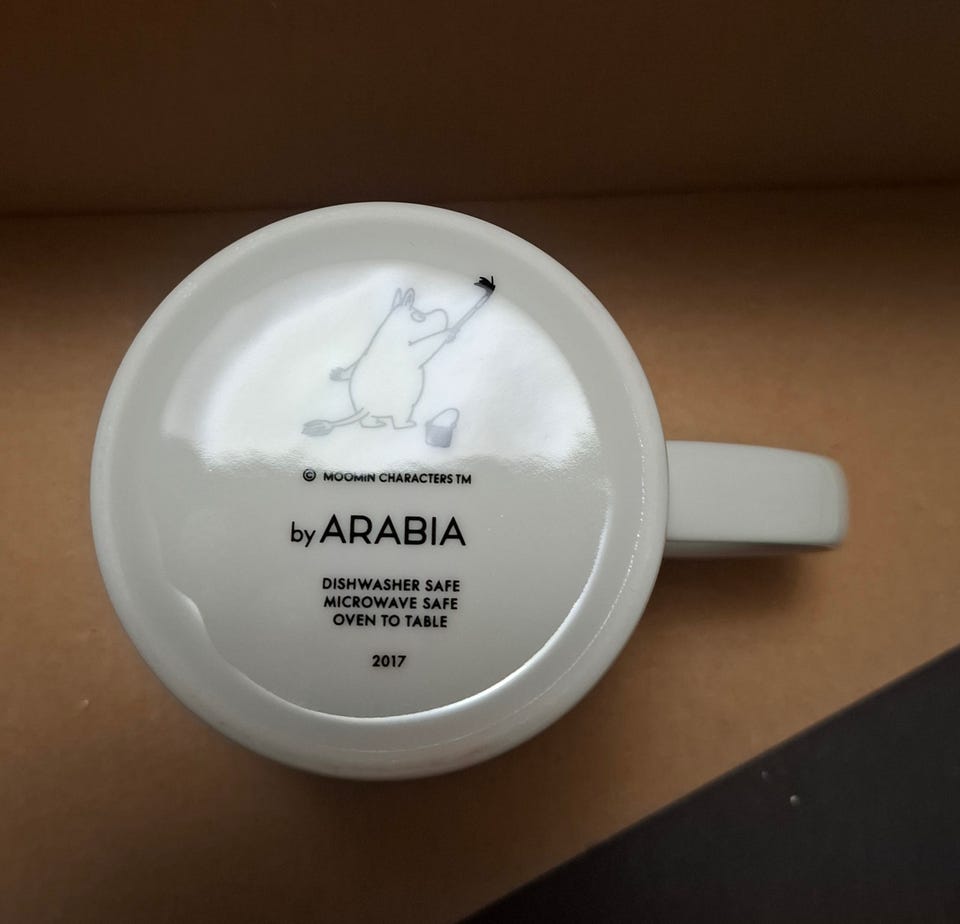 © MOOMIN CHARACTERS TM
by ARABIA
DISHWASHER SAFE
MICROWAVE SAFE
OVEN TO TABLE
2017